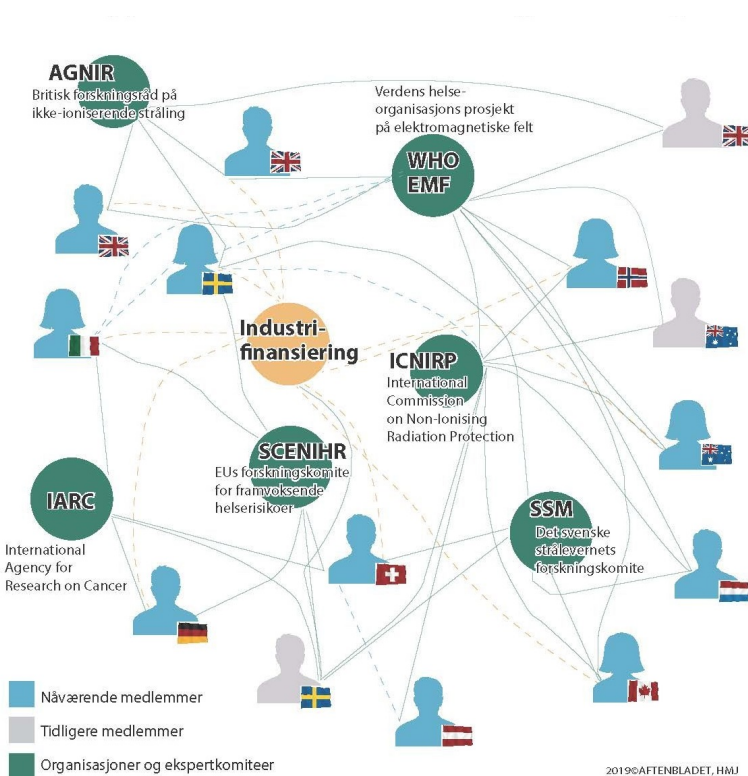 AGNIR
Britisk forskningsråd på
ikke-ioniserende stråling
Verdens helse-
organisasjons prosjekt
på elektromagnetiske felt
WHO
EMF
Industri-
finansiering
ICNIRP
International
Commission
on Non-Ionising
Radiation Protection
SCENIHR
EUs forskningskomite
for framvoksende
helserisikoer
IARC
International
Agency for
Research on Cancer
SSM
Det svenske
strålevernets
forskningskomite
Nåværende medlemmer
Tidligere medlemmer
Organisasjoner og ekspertkomiteer
2019©AFTENBLADET, HMJ